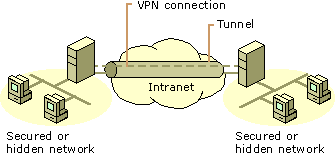 VPN connection
Tunnel
Intranet
Secured or
hidden network
Secured or
hidden network